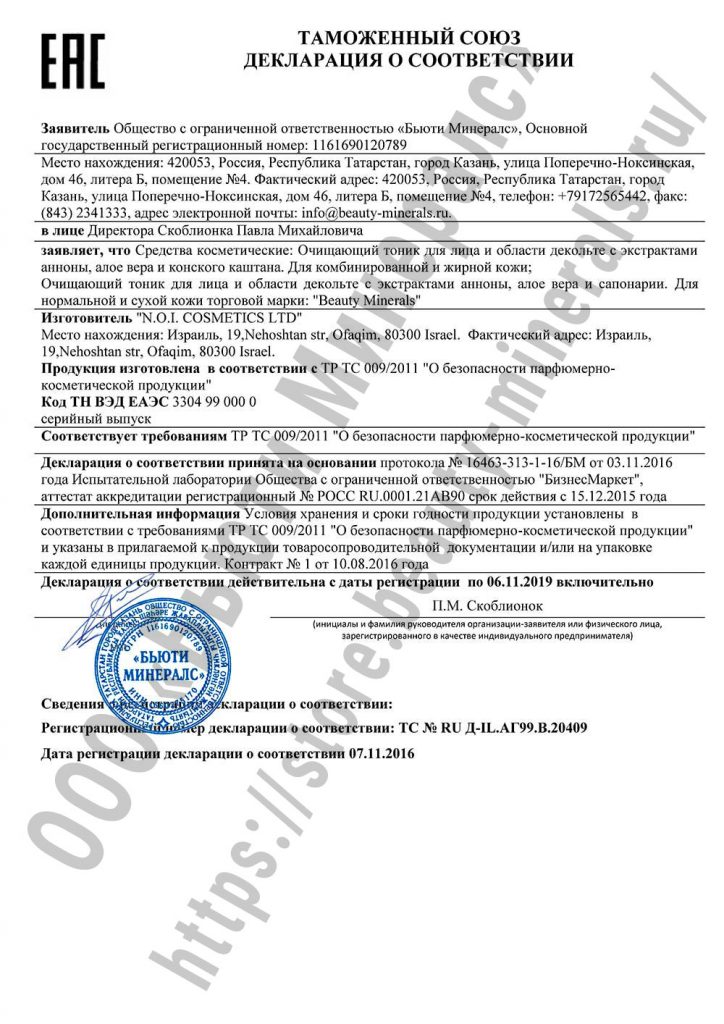 ЕАС
ТАМОЖЕННЫЙ СОЮЗ
ДЕКЛАРАЦИЯ О СООТВЕТСТВИИ
Заявитель Общество с ограниченной ответственностью «Бьюти Минералс», Основной
государственный регистрационный номер: 1161690120789
Место нахождения: 420053, Россия, Республика Татарстан, город Казань, улица Поперечно-Ноксинская,
дом 46, литера Б, помещение №4. Фактический адрес: 420053, Россия, Республика Татарстан, город
Казань, улица Поперечно-Ноксинская, дом 46, литера Б, помещение №4, телефон: +79172565442, факс:
(843) 2341333, адрес электронной почты: info@beauty-minerals.ru.
в лице Директора Скоблионка Павла Михайловича
заявляет, что Средства косметические: Очищающий тоник для лица и области декольте с экстрактами
анноны, алое вера и конского каштана. Для комбинированной и жирной кожи;
Очищающий тоник для лица и области декольте с экстрактами анноны, алое вера и сапонарии. Для
нормальной и сухой кожи торговой марки: "Beauty Minerals"
Изготовитель "N.O.I. COSMETICS LTD"
Место нахождения: Израиль, 19,Nehoshtan str, Ofaqim, 80300 Israel. Фактический адрес: Израиль,
19,Nehoshtan str, Ofaqim, 80300 Israel.
Продукция изготовлена в соответствии с ТР ТС 009/2011 "О безопасности парфюмерно-
косметической продукции"
Код ТН ВЭД ЕАЭС 3304 99 000 0
серийный выпуск
Соответствует требованиям ТР ТС 009/2011 "О безопасности парфюмерно-косметической продукции"
Декларация о соответствии принята на основании протокола № 16463-313-1-16/БМ от 03.11.2016
года Испытательной лаборатории Общества с ограниченной ответственностью "БизнесМаркет",
аттестат аккредитации регистрационный № РОСС RU.0001.21АВ90 срок действия с 15.12.2015 года
Дополнительная информация Условия хранения и сроки годности продукции установлены в
соответствии с требованиями ТР ТС 009/2011 "О безопасности парфюмерно-косметической продукции"
и указаны в прилагаемой к продукции товаросопроводительной документации и/или на упаковке
каждой единицы продукции. Контракт № 1 от 10.08.2016 года
Декларация о соответствии действительна с даты регистрации по 06.11.2019 включительно
П.М. Скоблионок
(инициалы и фамилия руководителя организации-заявителя или физического лица,
зарегистрированного в качестве индивидуального предпринимателя)
ОГРН 1161690120789
«БЬЮТИ
МИНЕРАЛС»
Сведения о регистрации декларации о соответствии:
Регистрационный номер декларации о соответствии: ТС № RU Д-IL.АГ99.В.20409
Дата регистрации декларации о соответствии 07.11.2016
ООО «Бьюти Минералс»
https://store.beauty-minerals.ru/